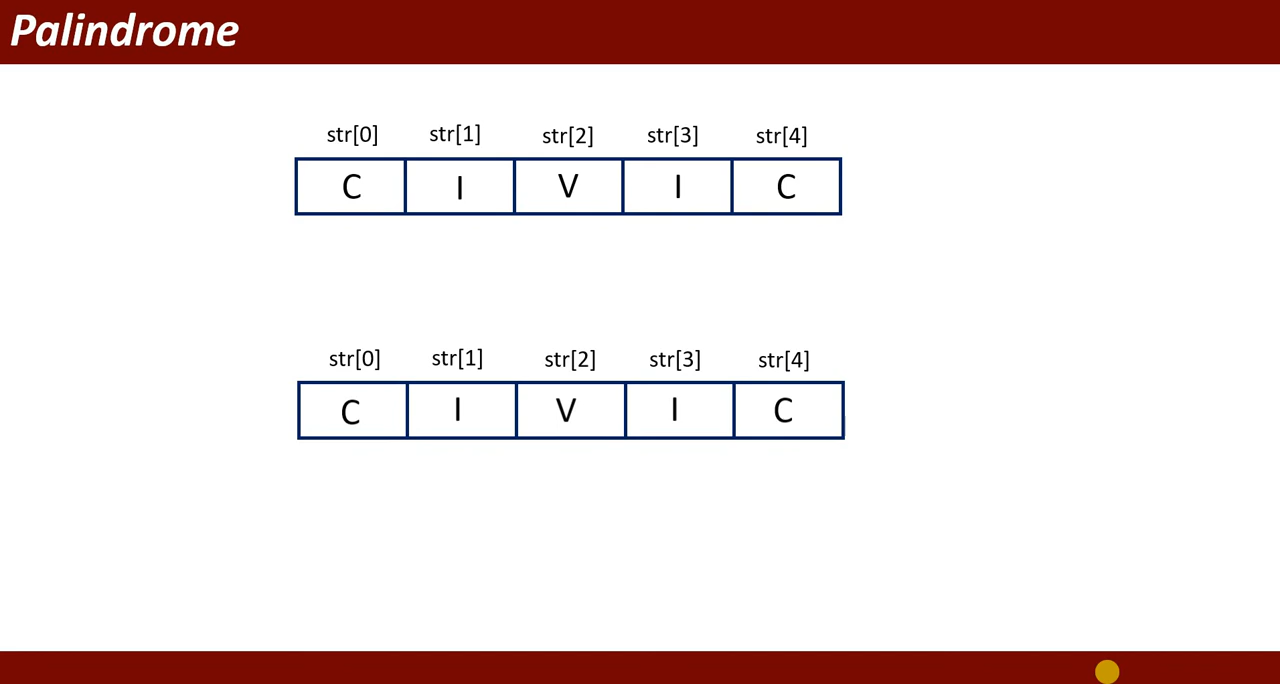 Palindrome
str[0] str[1] str[2] str[3] str[4]
C I V I C
str[0] str[1] str[2] str[3] str[4]
C I V I C